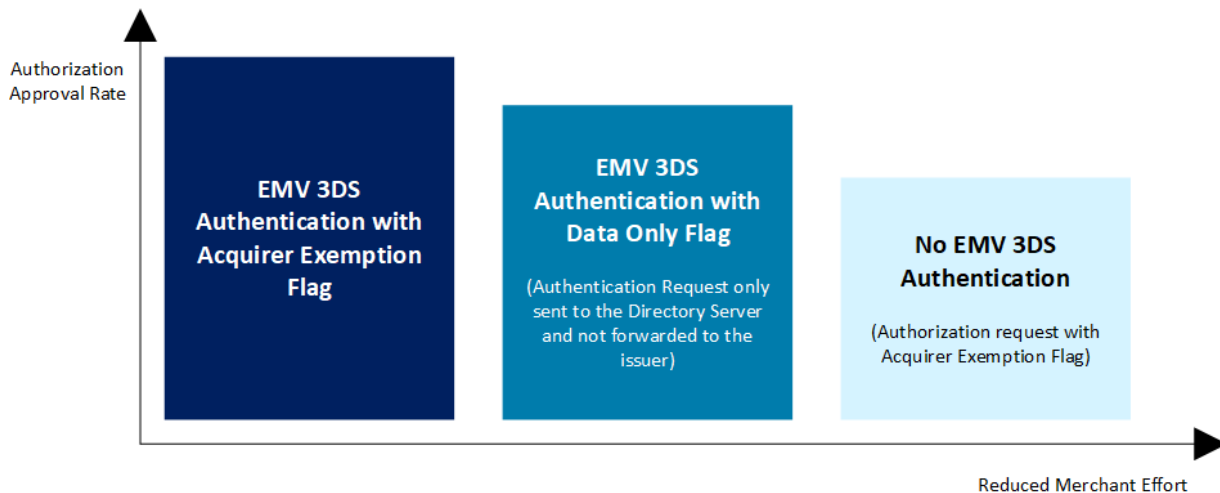 Authorization
Approval Rate
EMV 3DS
Authentication with
Acquirer Exemption
Flag
EMV 3DS
Authentication with
Data Only Flag
(Authentication Request only
sent to the Directory Server
and not forwarded to the
issuer)
No EMV 3DS
Authentication
(Authorization request with
Acquirer Exemption Flag)
Reduced Merchant Effort